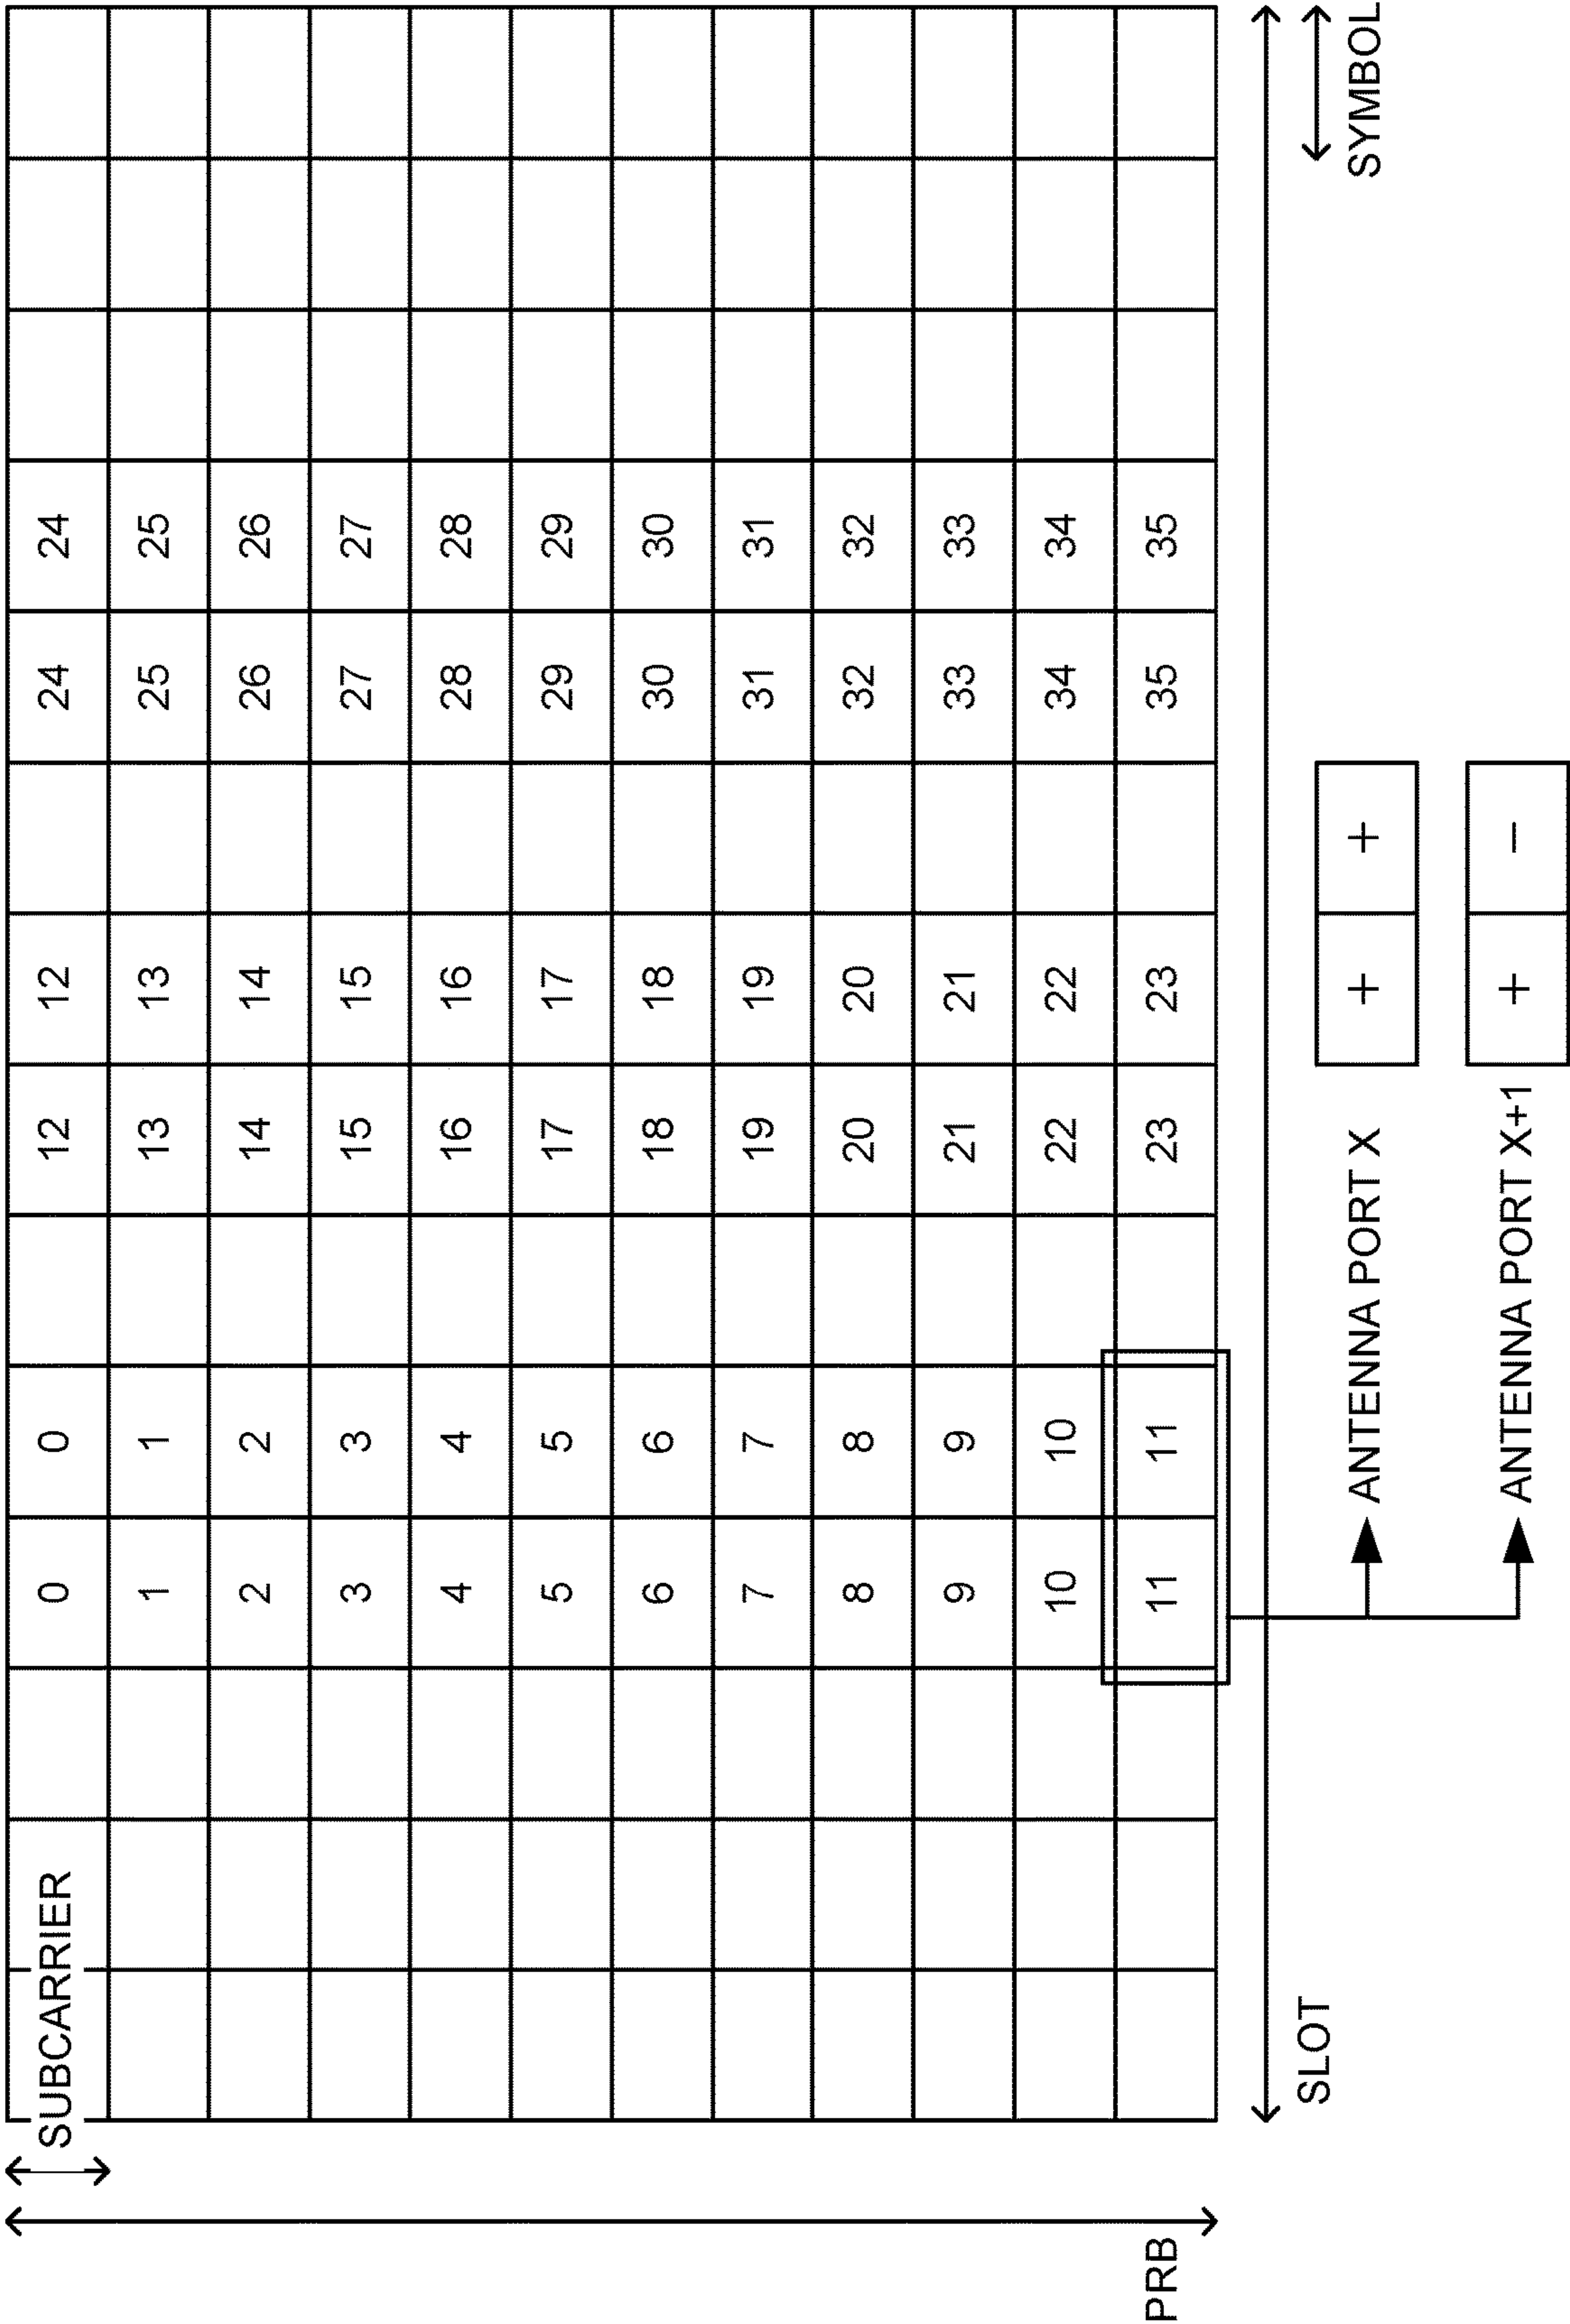 SUBCARRIER 0 0 12 12 24 24
1 1 13 13 25 25
2 2 14 14 26 26
3 3 15 15 27 27
4 4 16 16 28 28
5 5 17 17 29 29
6 6 18 18 30 30
7 7 19 19 31 31
8 8 20 20 32 32
9 9 21 21 33 33
10 10 22 22 34 34
PRB 11 11 23 23 35 35
SLOT
ANTENNA PORT X + + SYMBOL
ANTENNA PORT X+1 + −